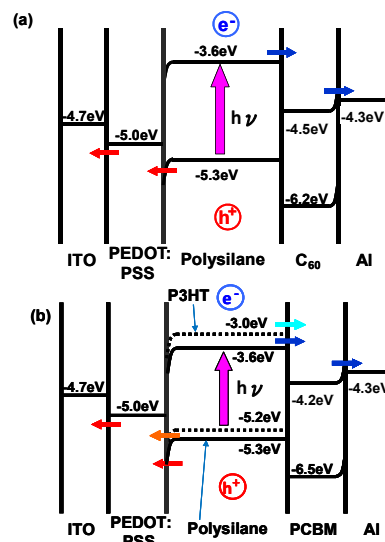 (a)
e-
-3.6eV
-4.7eV
-5.0eV
hν
-4.5eV
-4.3eV
-5.3eV
-6.2eV
h+
ITO
PEDOT:
PSS
Polysilane
C60
Al
(b)
P3HT
e-
-3.0eV
-3.6eV
-4.7eV
-5.0eV
hν
-4.2eV
-4.3eV
-5.2eV
-5.3eV
-6.5eV
h+
ITO
PEDOT:
PSS
Polysilane
PCBM
Al